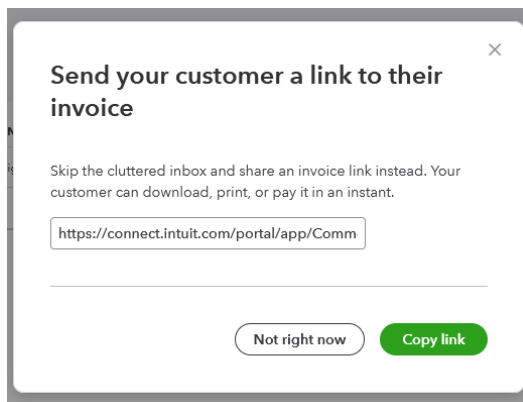 Send your customer a link to their
invoice
Skip the cluttered inbox and share an invoice link instead. Your
customer can download, print, or pay it in an instant.
https://connect.intuit.com/portal/app/Comm
Not right now
Copy link